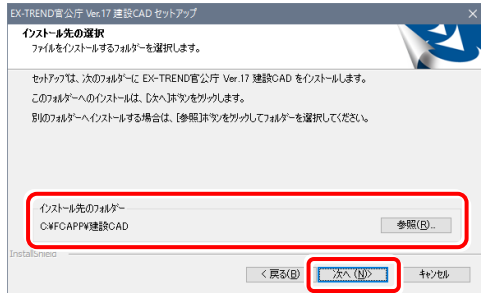 EX-TREND官公庁 Ver.17 建設CAD セットアップ
インストール先の選択
ファイルをインストールするフォルダーを選択します。
セットアップは、次のフォルダーに EX-TREND官公庁 Ver.17 建設CAD をインストールします。
このフォルダーへのインストールは、[次へ]ボタンをクリックします。
別のフォルダーへインストールする場合は、[参照]ボタンをクリックしてフォルダーを選択してください。
インストール先のフォルダー
C:¥FCAPP¥建設CAD
参照(R)...
InstallShield
< 戻る(B)
次へ (N)>
キャンセル